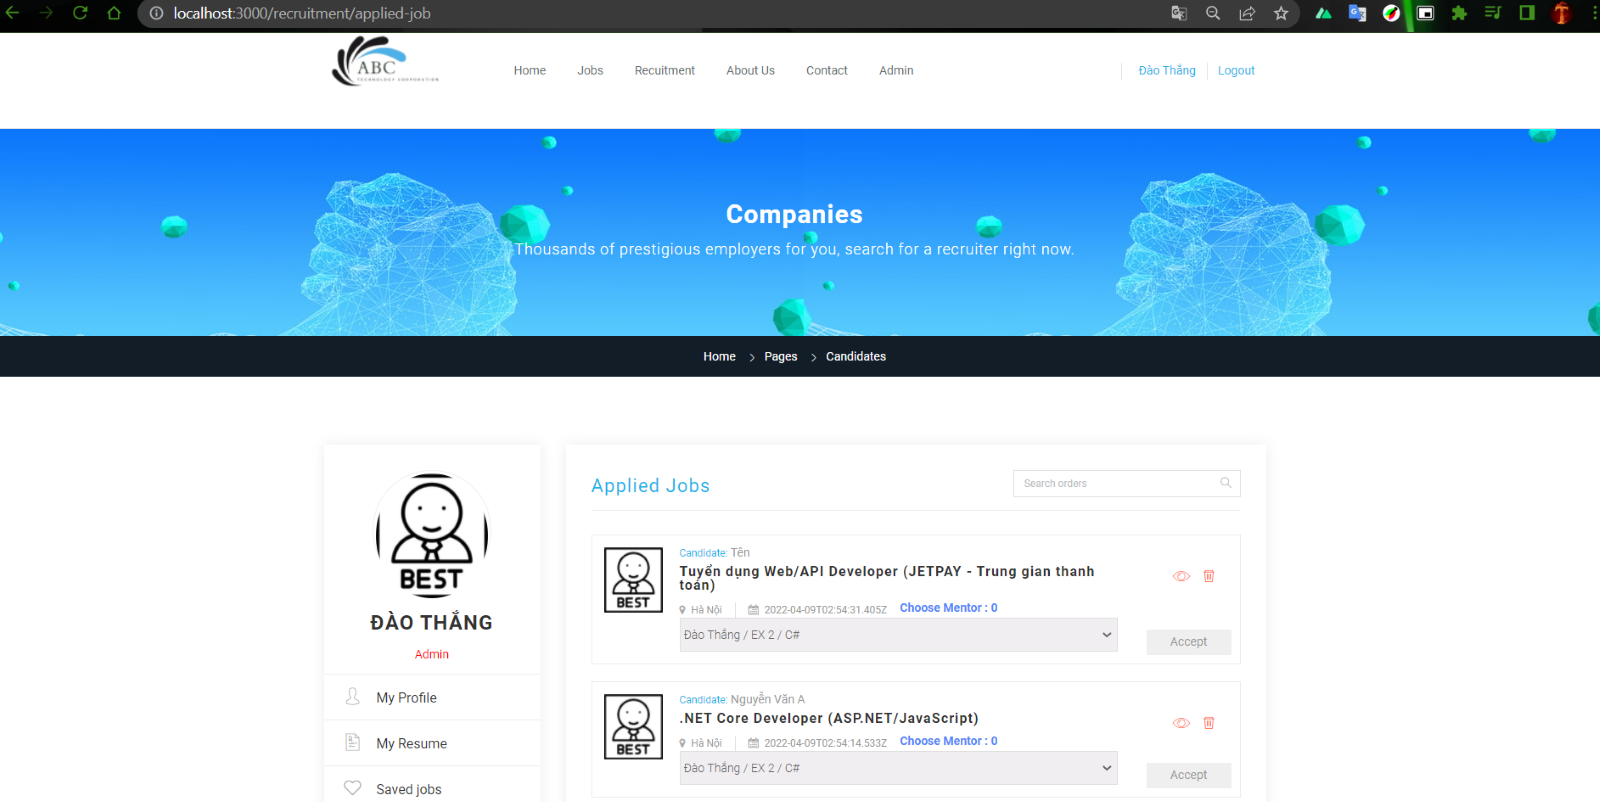 localhost:3000/recruitment/applied-job
ABC
TECHNOLOGY CORPORATION
Home Jobs Recuitment About Us Contact Admin Đào Thắng Logout
Companies
Thousands of prestigious employers for you, search for a recruiter right now.
Home > Pages > Candidates
BEST
ĐÀO THẮNG
Admin
My Profile
My Resume
Saved jobs
Applied Jobs
Search orders
BEST
Candidate: Tên
Tuyển dụng Web/API Developer (JETPAY - Trung gian thanh
toán)
Hà Nội 2022-04-09T02:54:31.405Z Choose Mentor : 0
Đào Thắng / EX 2 / C#
Accept
BEST
Candidate: Nguyễn Văn A
.NET Core Developer (ASP.NET/JavaScript)
Hà Nội 2022-04-09T02:54:14.533Z Choose Mentor : 0
Đào Thắng / EX 2 / C#
Accept